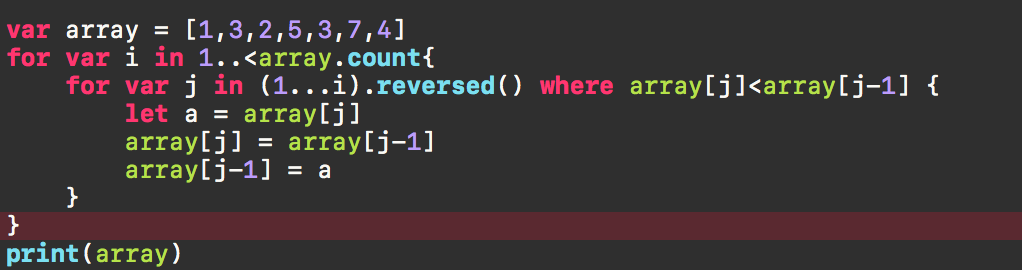 var array = [1,3,2,5,3,7,4]
for var i in 1..<array.count{
    for var j in (1...i).reversed() where array[j]<array[j-1] {
        let a = array[j]
        array[j] = array[j-1]
        array[j-1] = a
    }
}
print(array)